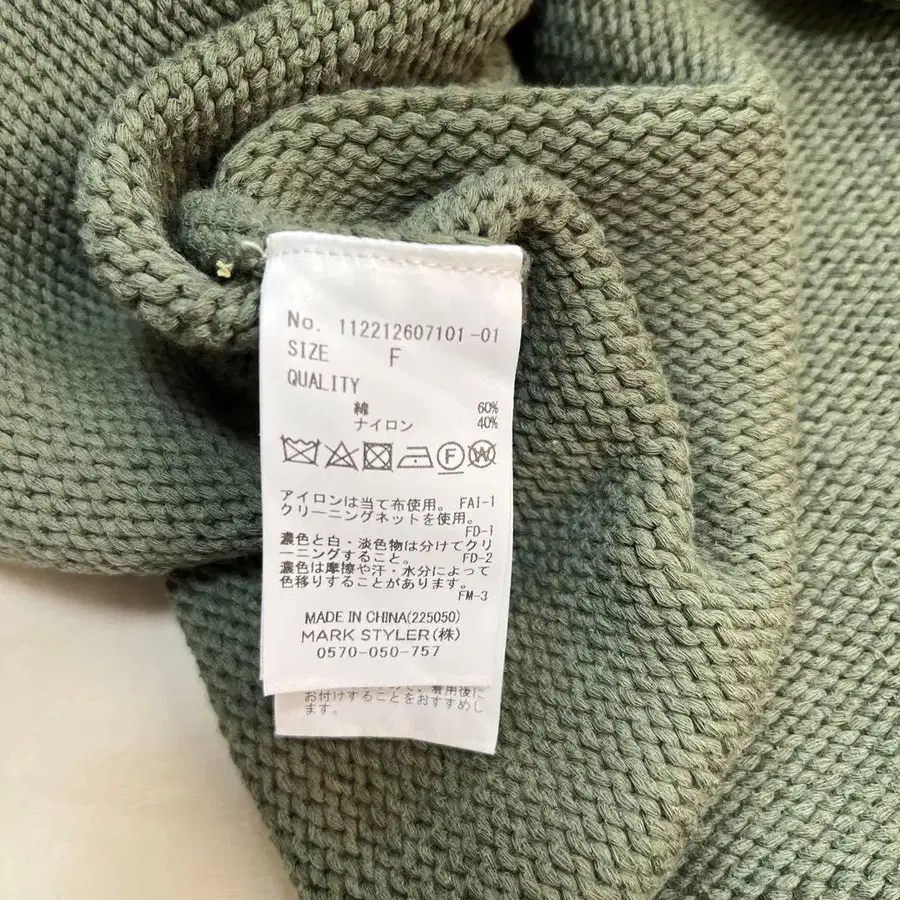 No. 112212607101-01
SIZE F
QUALITY
綿 60%
ナイロン 40%
F W
アイロンは当て布使用。 FAI-1
クリーニングネットを使用。
FD-1
濃色と白・淡色物は分けてクリ
ーニングすること。 FD-2
濃色は摩擦や汗・水分によって
色移りすることがあります。
FM-3
MADE IN CHINA(225050)
MARK STYLER(株)
0570-050-757
着用後に
お付けすることをおすすめし
ます。